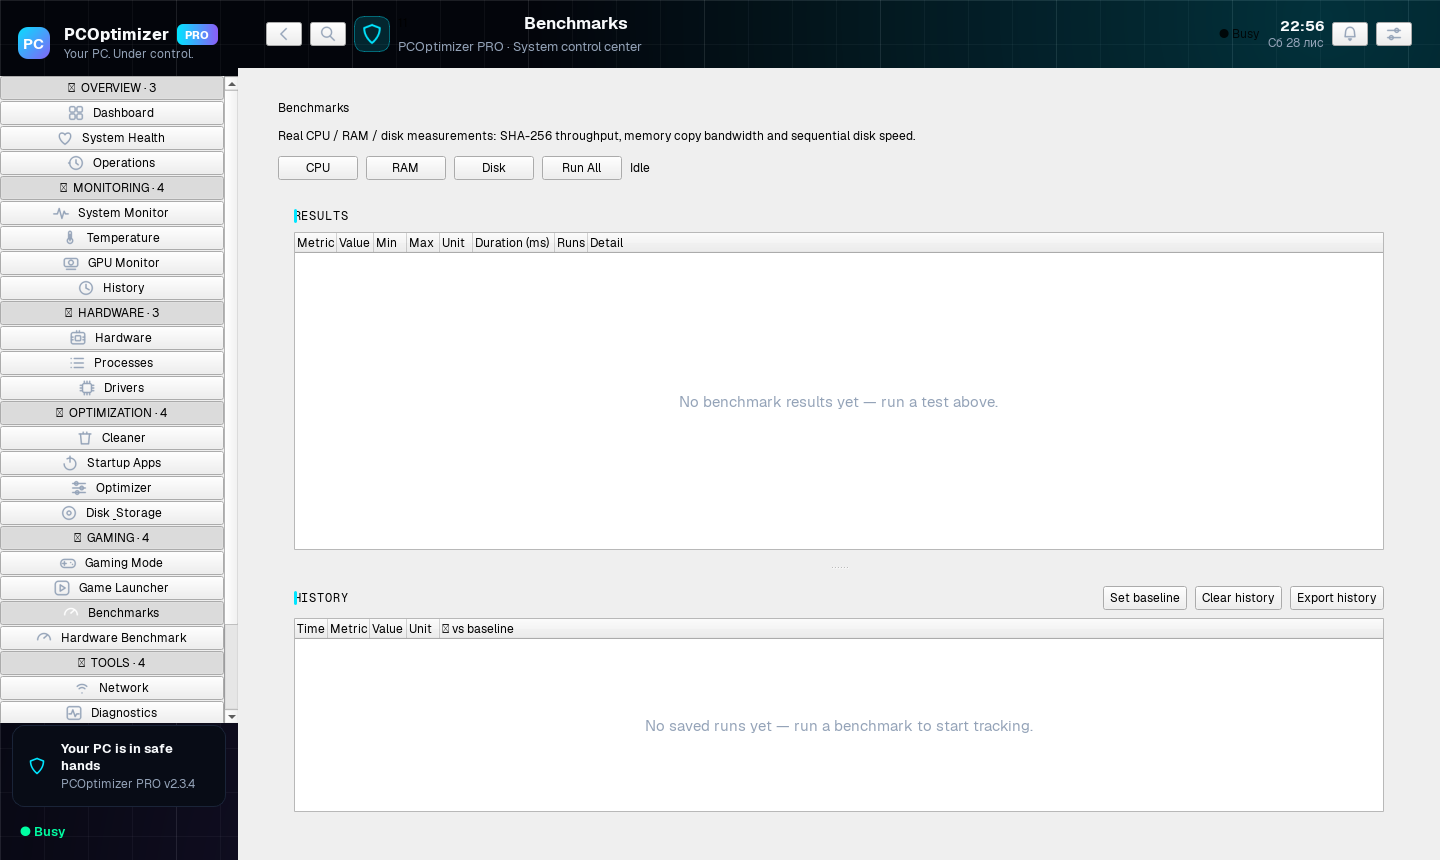 PC
PCOptimizer PRO
Your PC. Under control.
Benchmarks
PCOptimizer PRO · System control center
● Busy
22:56
Сб 28 лис
OVERVIEW · 3
Dashboard
System Health
Operations
MONITORING · 4
System Monitor
Temperature
GPU Monitor
History
HARDWARE · 3
Hardware
Processes
Drivers
OPTIMIZATION · 4
Cleaner
Startup Apps
Optimizer
Disk _Storage
GAMING · 4
Gaming Mode
Game Launcher
Benchmarks
Hardware Benchmark
TOOLS · 4
Network
Diagnostics
Your PC is in safe
hands
PCOptimizer PRO v2.3.4
● Busy
Benchmarks
Real CPU / RAM / disk measurements: SHA-256 throughput, memory copy bandwidth and sequential disk speed.
CPU RAM Disk Run All Idle
RESULTS
Metric Value Min Max Unit Duration (ms) Runs Detail
No benchmark results yet — run a test above.
HISTORY
Set baseline Clear history Export history
Time Metric Value Unit vs baseline
No saved runs yet — run a benchmark to start tracking.